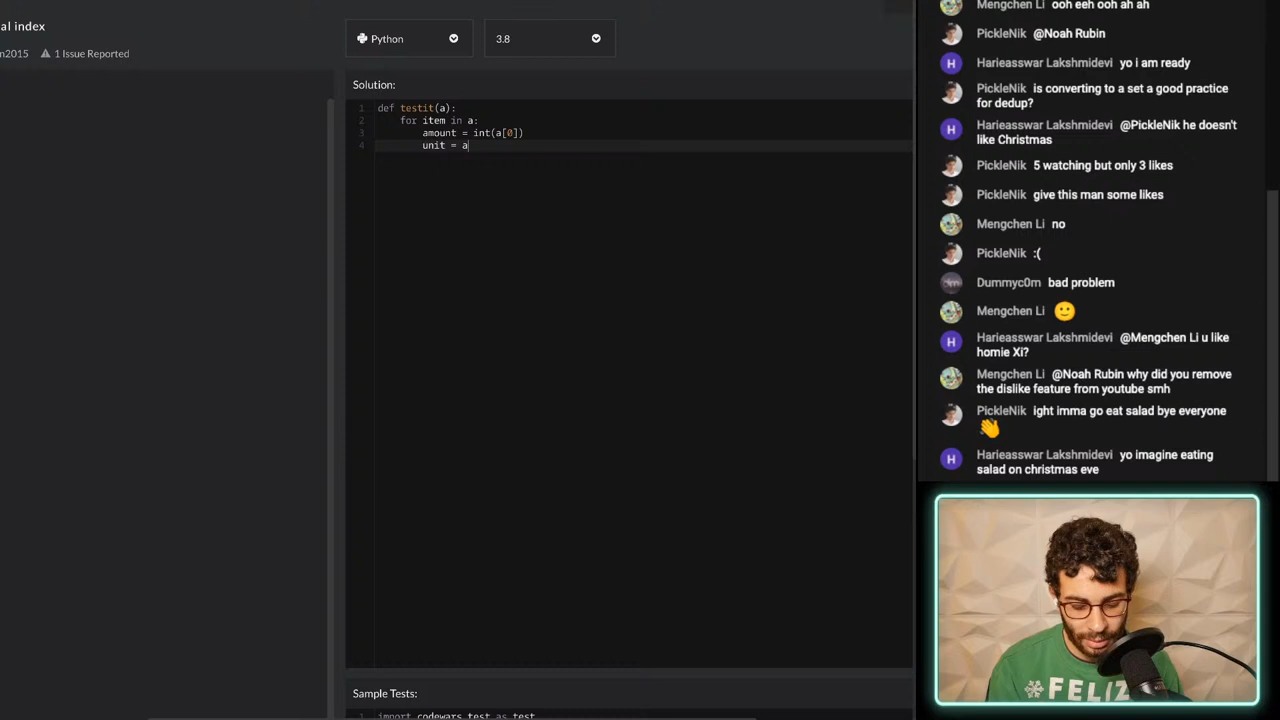 al index
n2015 1 Issue Reported
Python
3.8
Solution:
1 def testit(a):
2 for item in a:
3 amount = int(a[0])
4 unit = a
Sample Tests:
1 import codewars_test as test
Mengchen Li ooh eeh ooh ah ah
PickleNik @Noah Rubin
H Harieasswar Lakshmidevi yo i am ready
PickleNik is converting to a set a good practice
for dedup?
H Harieasswar Lakshmidevi @PickleNik he doesn't
like Christmas
PickleNik 5 watching but only 3 likes
PickleNik give this man some likes
Mengchen Li no
PickleNik :(
dm Dummyc0m bad problem
Mengchen Li 🙂
H Harieasswar Lakshmidevi @Mengchen Li u like
homie Xi?
Mengchen Li @Noah Rubin why did you remove
the dislike feature from youtube smh
PickleNik ight imma go eat salad bye everyone
👋
H Harieasswar Lakshmidevi yo imagine eating
salad on christmas eve
FELIZ